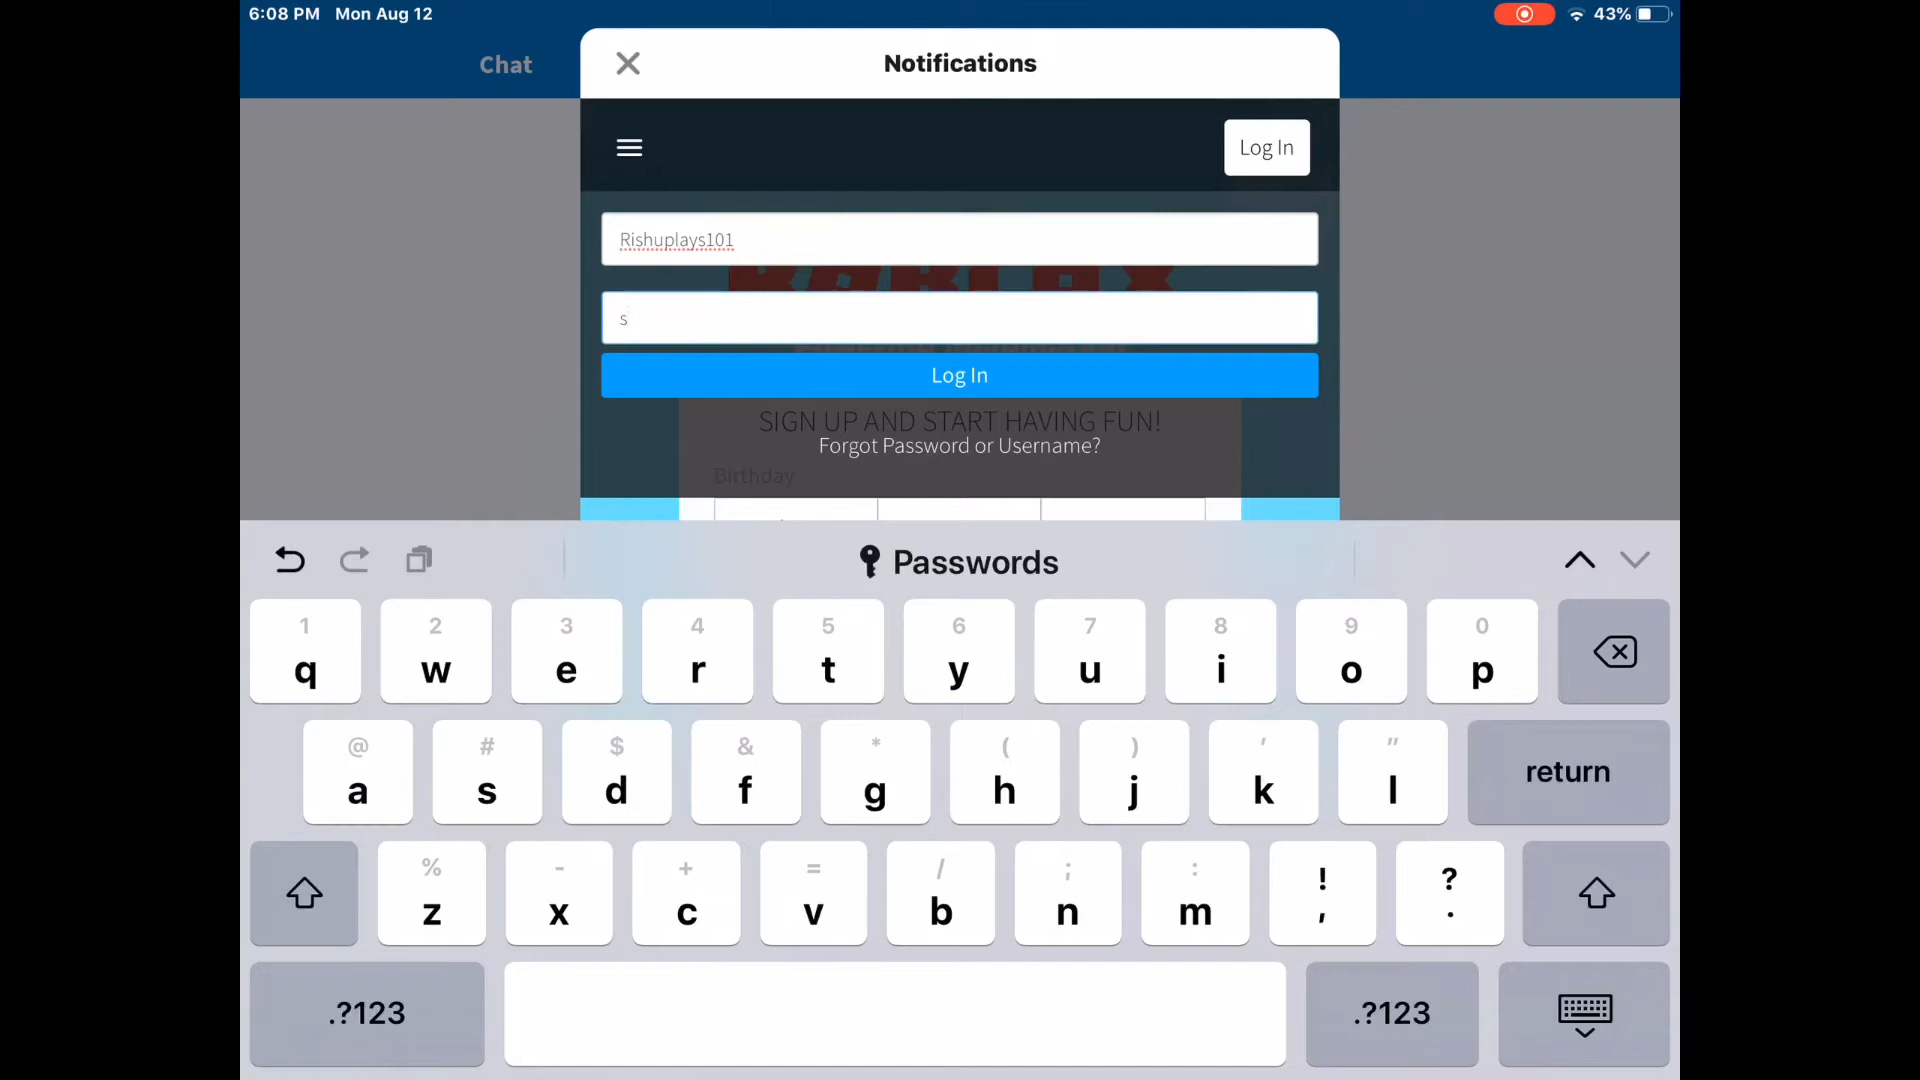 6:08 PM Mon Aug 12
43%
Chat
Notifications
Log In
Rishuplays101
ROBLOX
s
Log In
SIGN UP AND START HAVING FUN!
Forgot Password or Username?
Birthday
Passwords
1 2 3 4 5 6 7 8 9 0
q w e r t y u i o p
@ # $ & * ( ) ' "
a s d f g h j k l return
% - + = / ; : ! ?
z x c v b n m , .
.?123 .?123